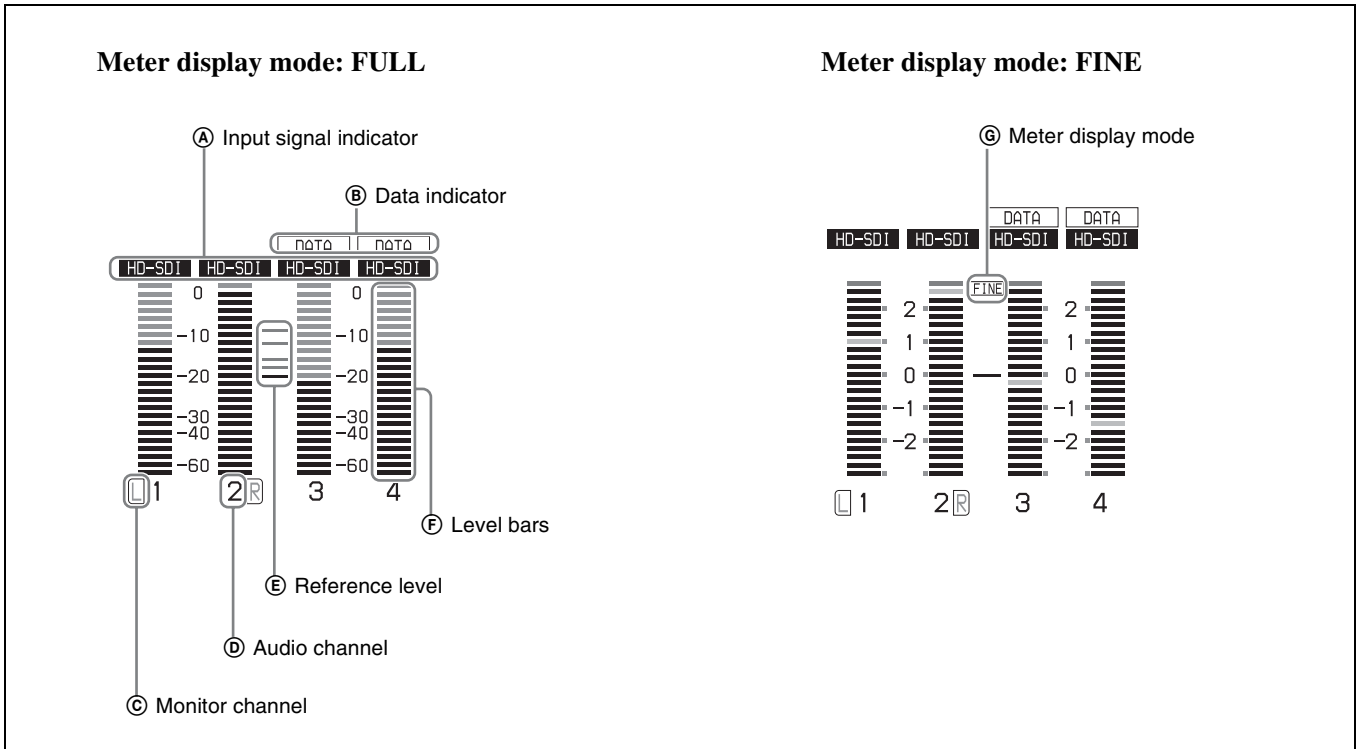 Meter display mode: FULL
Meter display mode: FINE
Ⓐ Input signal indicator
Ⓑ Data indicator
DATA DATA
HD-SDI HD-SDI HD-SDI HD-SDI
0 0
-10 -10
-20 -20
-30 -30
-40 -40
-60 -60
L 1 2 R 3 4
Ⓕ Level bars
Ⓔ Reference level
Ⓓ Audio channel
Ⓒ Monitor channel
Ⓖ Meter display mode
DATA DATA
HD-SDI HD-SDI HD-SDI HD-SDI
FINE
2 2
1 1
0 0
-1 -1
-2 -2
L 1 2 R 3 4